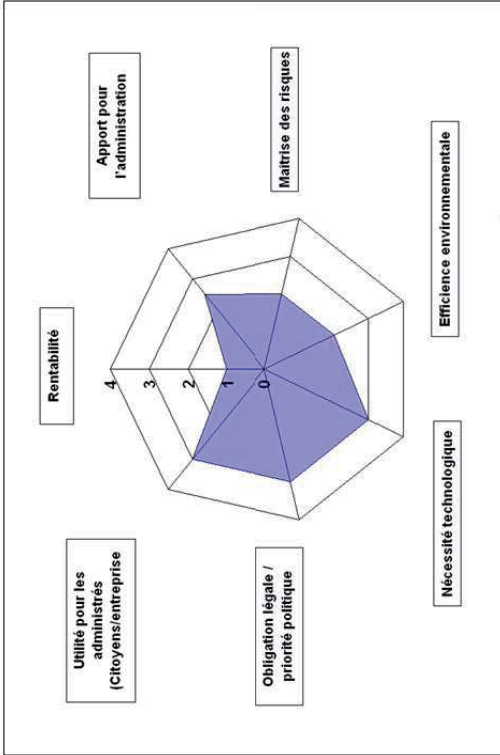 Rentabilité
Apport pour
l'administration
Maîtrise des risques
Efficience environnementale
Nécessité technologique
Obligation légale /
priorité politique
Utilité pour les
administrés
(Citoyens/entreprise
4
3
2
1
0